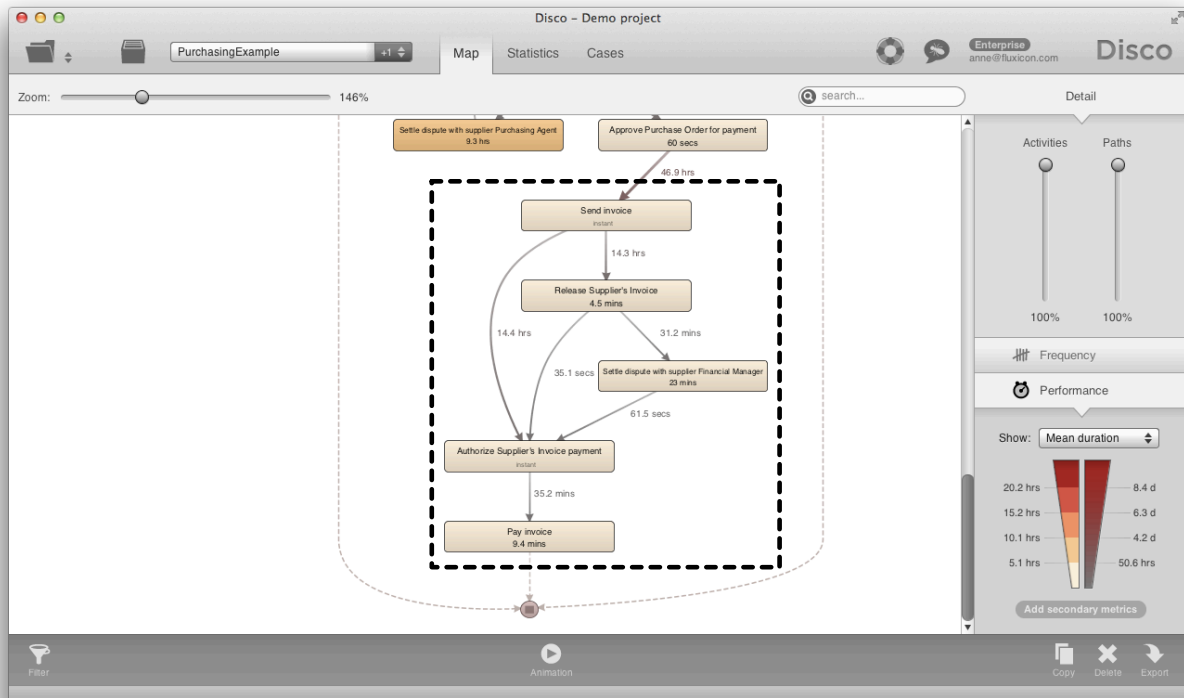 Disco – Demo project
PurchasingExample
+1
Map
Statistics
Cases
Enterprise
anne@fluxicon.com
Disco
Zoom:
146%
search...
Detail
Settle dispute with supplier Purchasing Agent
9.3 hrs
Approve Purchase Order for payment
60 secs
46.9 hrs
Send invoice
instant
14.3 hrs
Release Supplier's Invoice
4.5 mins
14.4 hrs
31.2 mins
35.1 secs
Settle dispute with supplier Financial Manager
23 mins
61.5 secs
Authorize Supplier's Invoice payment
instant
35.2 mins
Pay invoice
9.4 mins
Activities
Paths
100%
100%
Frequency
Performance
Show:
Mean duration
20.2 hrs
8.4 d
15.2 hrs
6.3 d
10.1 hrs
4.2 d
5.1 hrs
50.6 hrs
Add secondary metrics
Filter
Animation
Copy
Delete
Export